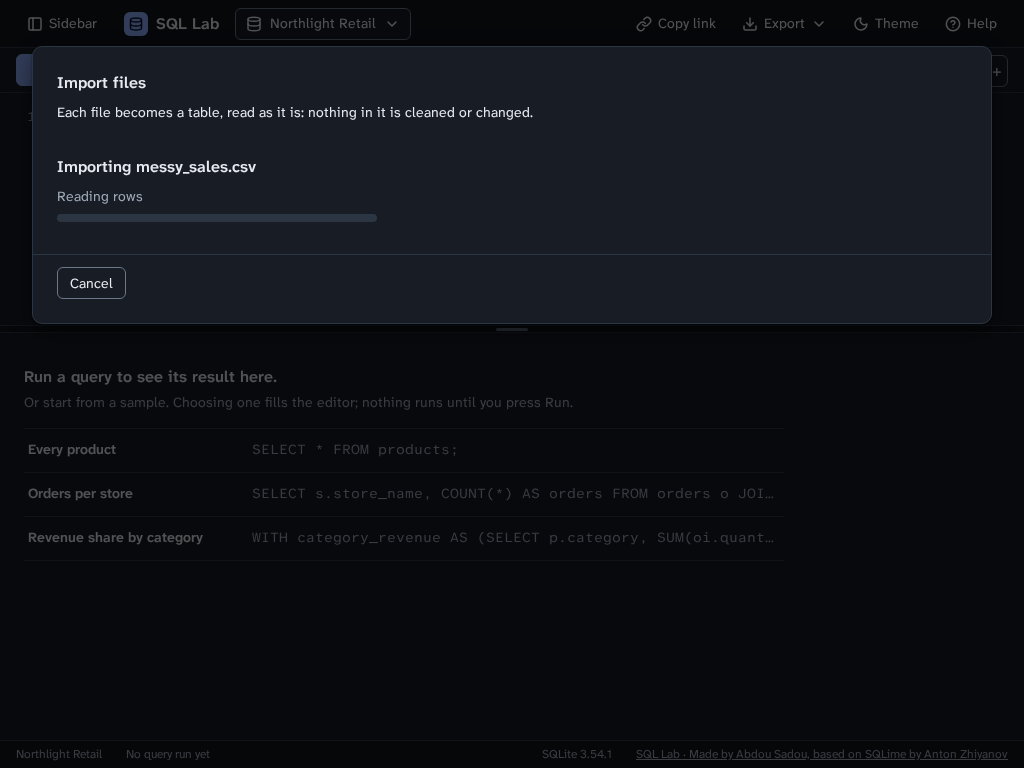 Sidebar
SQL Lab
Northlight Retail
Copy link
Export
Theme
Help
Import files
Each file becomes a table, read as it is: nothing in it is cleaned or changed.
Importing messy_sales.csv
Reading rows
Cancel
Run a query to see its result here.
Or start from a sample. Choosing one fills the editor; nothing runs until you press Run.
Every product SELECT * FROM products;
Orders per store SELECT s.store_name, COUNT(*) AS orders FROM orders o JOI…
Revenue share by category WITH category_revenue AS (SELECT p.category, SUM(oi.quant…
Northlight Retail No query run yet SQLite 3.54.1 SQL Lab · Made by Abdou Sadou, based on SQLime by Anton Zhiyanov